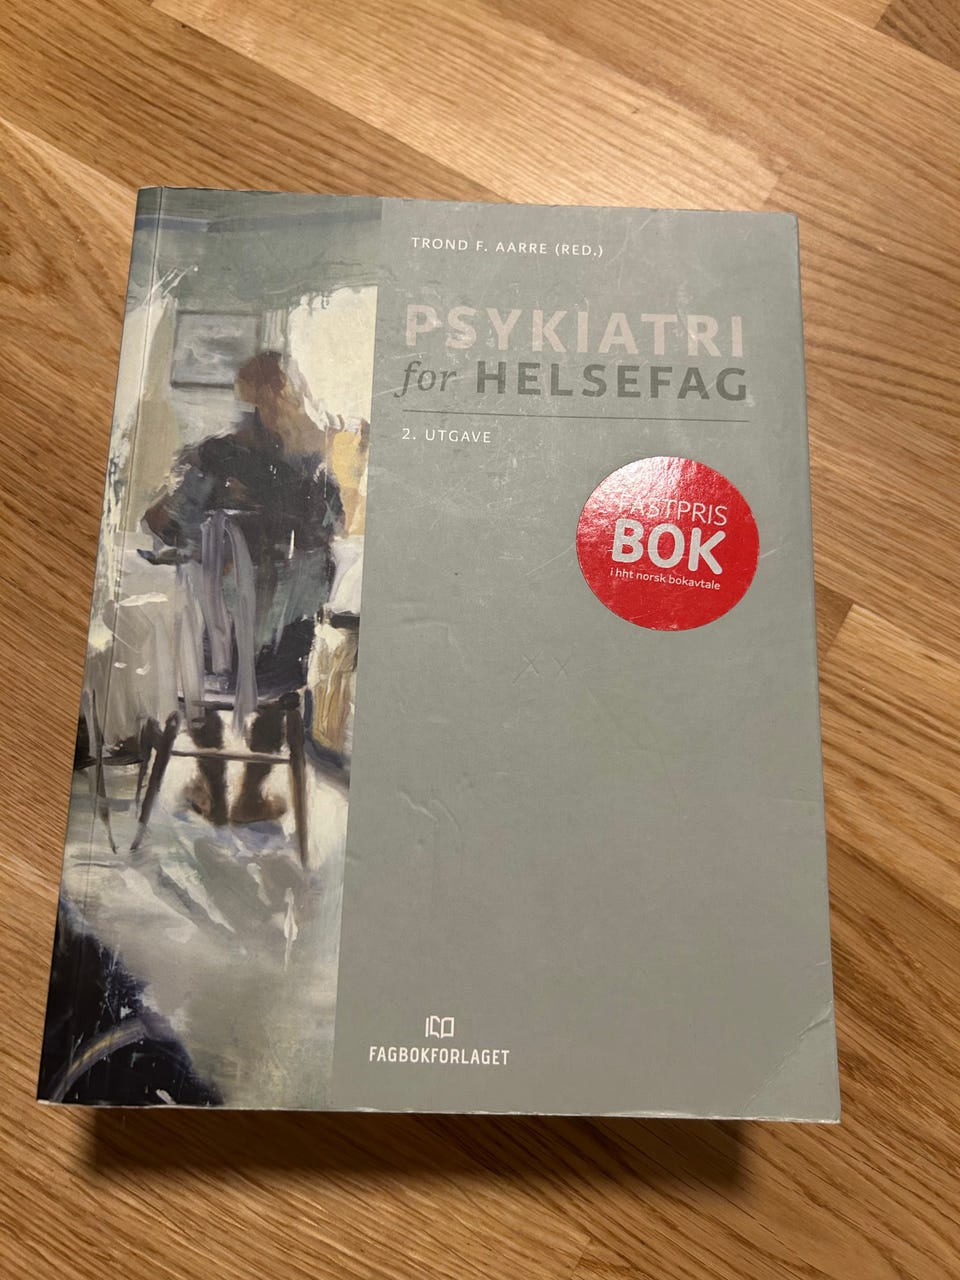 TROND F. AARRE (RED.)
PSYKIATRI
for HELSEFAG
2. UTGAVE
FASTPRIS
BOK
i hht norsk bokavtale
FAGBOKFORLAGET